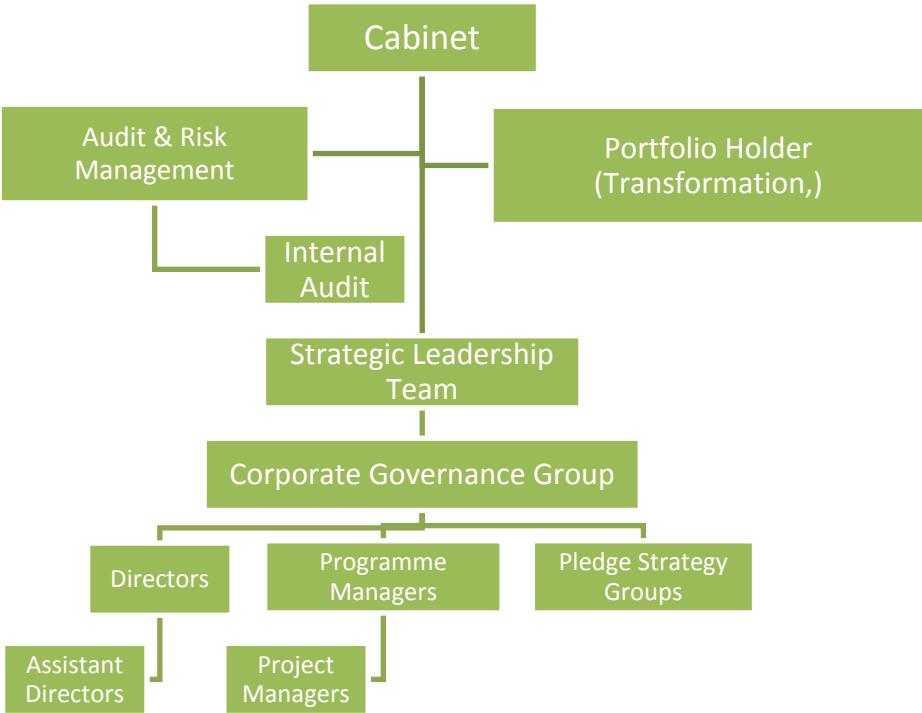 Cabinet
Audit & Risk
Management
Portfolio Holder
(Transformation,)
Internal
Audit
Strategic Leadership
Team
Corporate Governance Group
Directors
Programme
Managers
Pledge Strategy
Groups
Assistant
Directors
Project
Managers